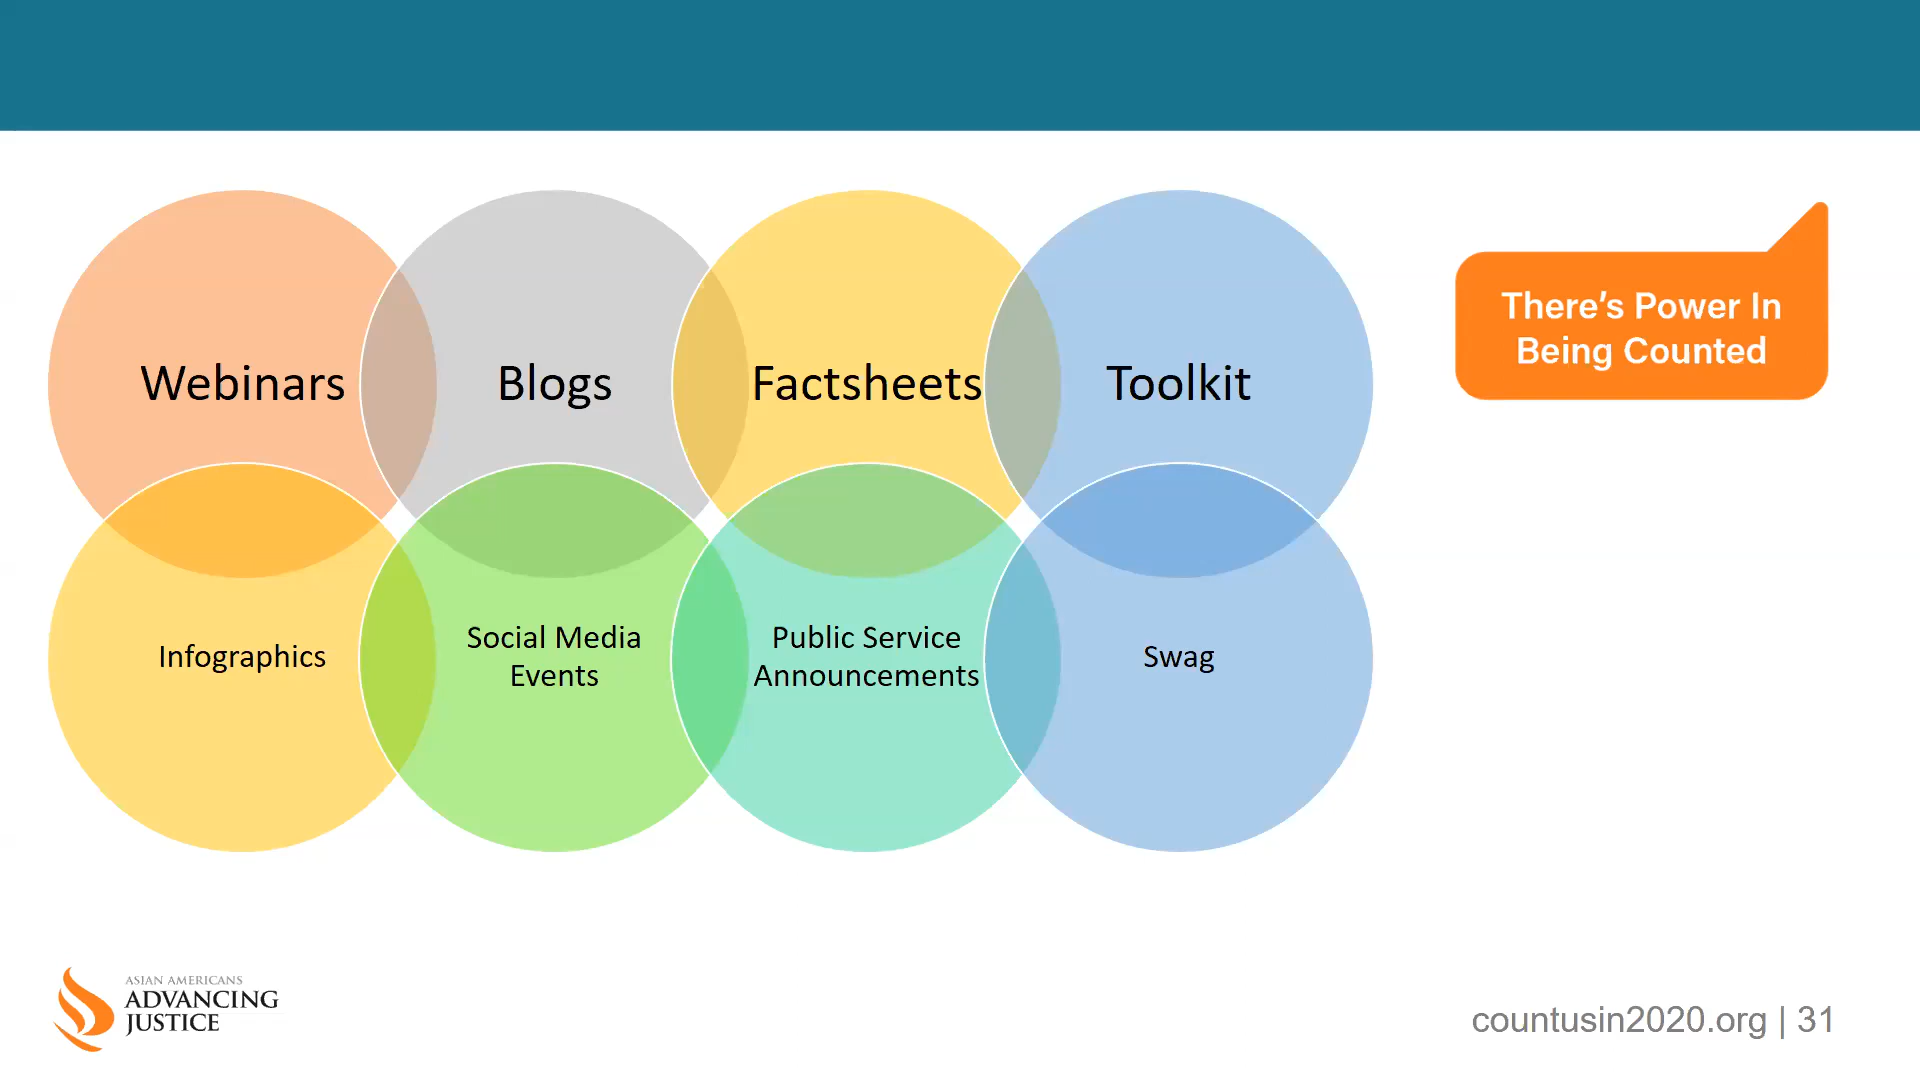 Webinars
Blogs
Factsheets
Toolkit
There's Power In
Being Counted
Infographics
Social Media
Events
Public Service
Announcements
Swag
ASIAN AMERICANS
ADVANCING
JUSTICE
countusin2020.org | 31